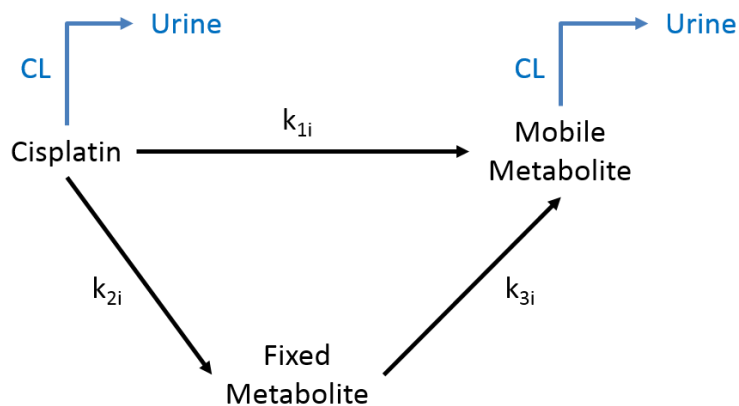 Urine
Urine
CL
CL
k1i
Cisplatin
Mobile
Metabolite
k2i
k3i
Fixed
Metabolite